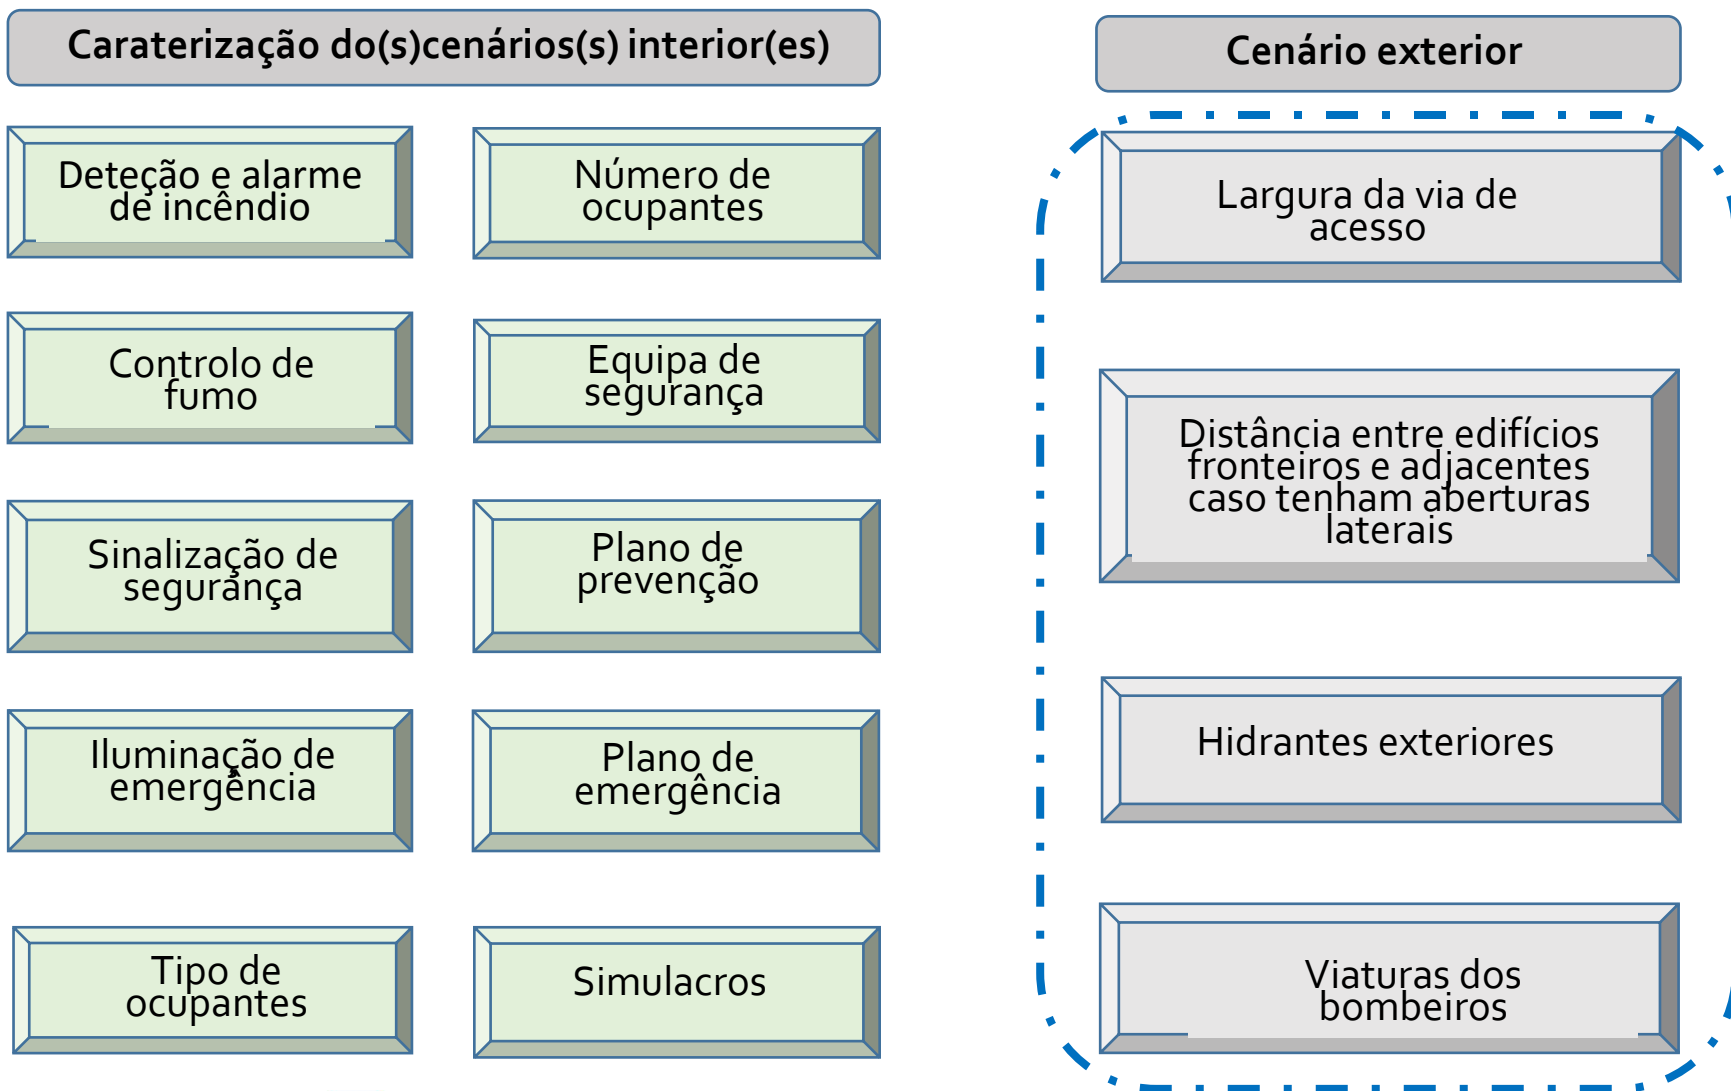 Caraterização do(s)cenários(s) interior(es)
Deteção e alarme
de incêndio
Número de
ocupantes
Controlo de
fumo
Equipa de
segurança
Sinalização de
segurança
Plano de
prevenção
Iluminação de
emergência
Plano de
emergência
Tipo de
ocupantes
Simulacros
Cenário exterior
Largura da via de
acesso
Distância entre edifícios
fronteiros e adjacentes
caso tenham aberturas
laterais
Hidrantes exteriores
Viaturas dos
bombeiros